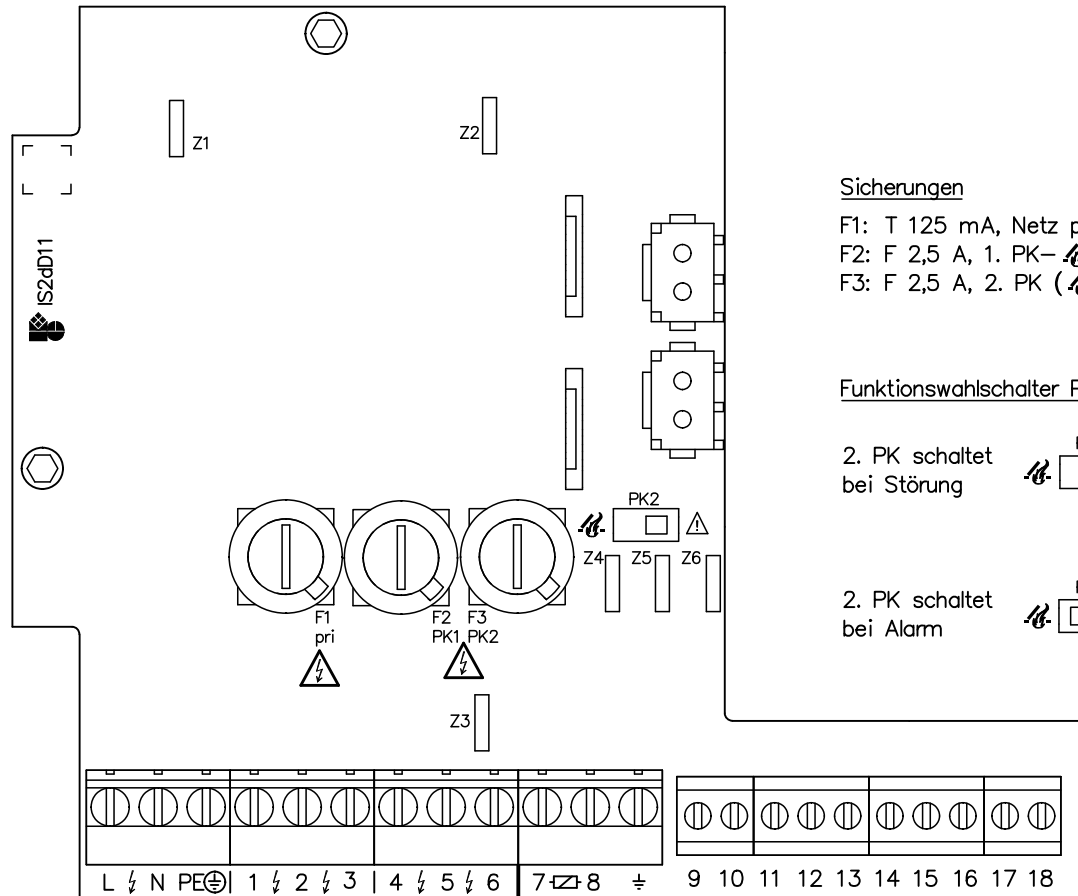 Z1
Z2
IS2dD11
Sicherungen
F1: T 125 mA, Netz
F2: F 2,5 A, 1. PK–
F3: F 2,5 A, 2. PK (
Funktionswahlschalter
2. PK schaltet
bei Störung
2. PK schaltet
bei Alarm
PK2
Z4 Z5 Z6
F1 F2 F3
pri PK1 PK2
Z3
L N PE 1 2 3 4 5 6 7 8 9 10 11 12 13 14 15 16 17 18